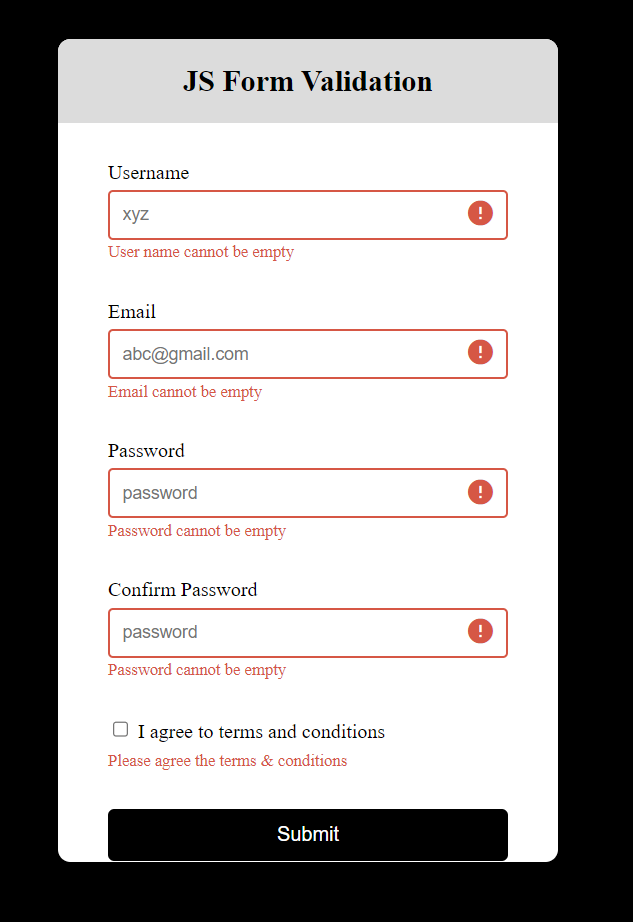 JS Form Validation
Username
xyz
User name cannot be empty
Email
abc@gmail.com
Email cannot be empty
Password
password
Password cannot be empty
Confirm Password
password
Password cannot be empty
I agree to terms and conditions
Please agree the terms & conditions
Submit